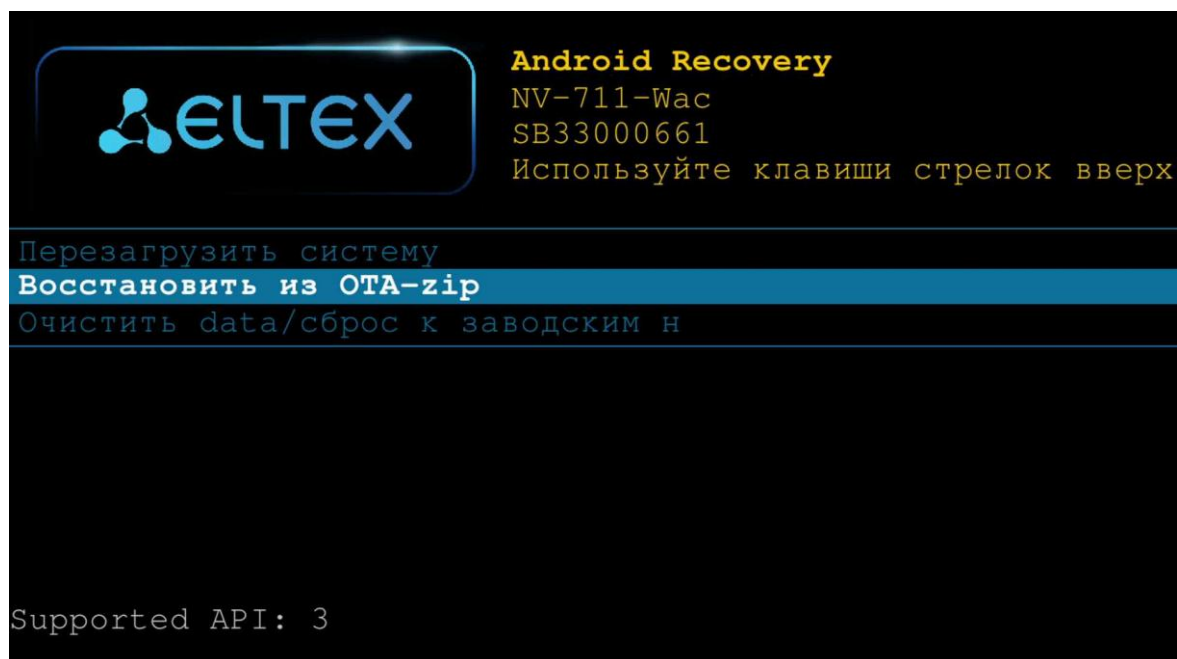 ELTEX
Android Recovery
NV-711-Wac
SB33000661
Используйте клавиши стрелок вверх
Перезагрузить систему
Восстановить из OTA-zip
Очистить data/сброс к заводским н
Supported API: 3